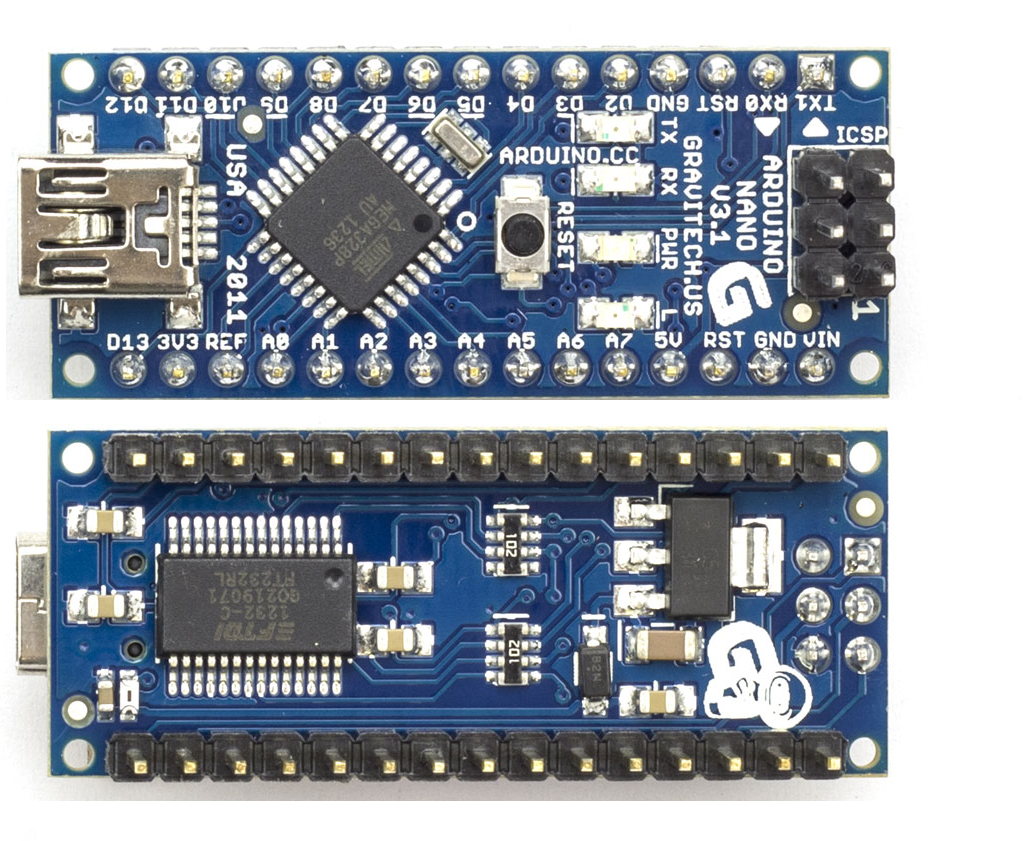 D12 D11 D10 D9 D8 D7 D6 D5 D4 D3 D2 GND RST RX0 TX1
ICSP
1
USA
2011
MEGA328P
AU 1236
ATMEL
ARDUINO.CC
RESET
TX
RX
PWR
L
GRAVITECH.US
ARDUINO
NANO
V3.1
G
D13 3V3 REF A0 A1 A2 A3 A4 A5 A6 A7 5V RST GND VIN
FTDI
1232-C
GQ219071
FT232RL
102
102
B2N
G